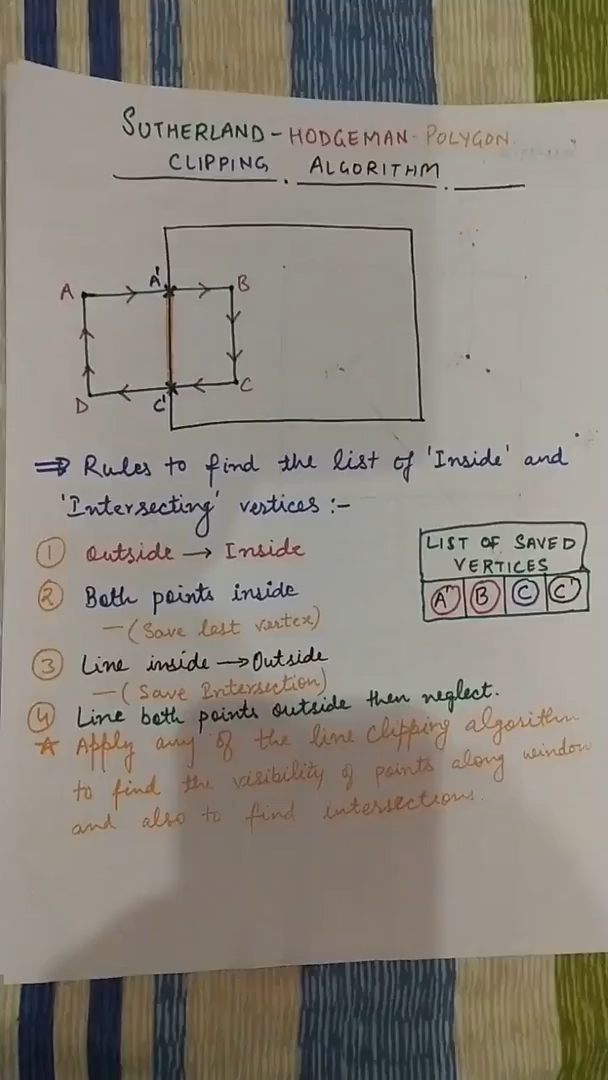 SUTHERLAND-HODGEMAN-POLYGON
CLIPPING ALGORITHM
A
A'
B
D
C'
C
⇒ Rules to find the list of 'Inside' and
'Intersecting' vertices :-
① Outside → Inside
② Both points inside
-(Save last vertex)
③ Line inside → Outside
-(Save Intersection)
④ Line both points outside then neglect.
☆ Apply any of the line clipping algorithm
to find the visibility of points along window
and also to find intersections.
LIST OF SAVED
VERTICES
A' B C C'